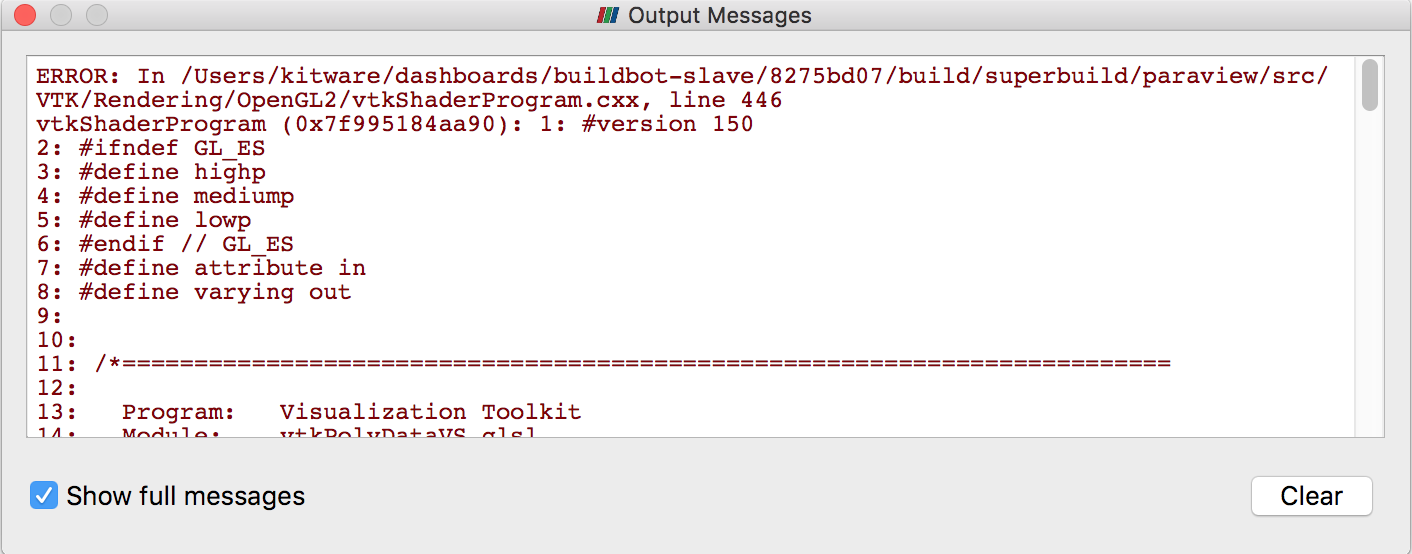 Output Messages
ERROR: In /Users/kitware/dashboards/buildbot-slave/8275bd07/build/superbuild/paraview/src/
VTK/Rendering/OpenGL2/vtkShaderProgram.cxx, line 446
vtkShaderProgram (0x7f995184aa90): 1: #version 150
2: #ifndef GL_ES
3: #define highp
4: #define mediump
5: #define lowp
6: #endif // GL_ES
7: #define attribute in
8: #define varying out
9:
10:
11: /*=========================================================================
12:
13:   Program:   Visualization Toolkit
14:   Module:    vtkPolyDataVS.glsl
Show full messages
Clear